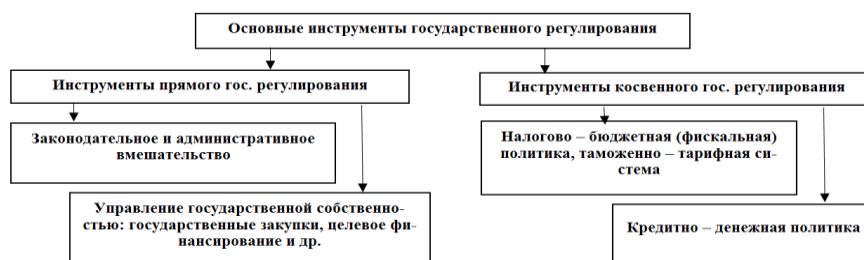 Основные инструменты государственного регулирования
Инструменты прямого гос. регулирования
Законодательное и административное
вмешательство
Управление государственной собственно-
стью: государственные закупки, целевое фи-
нансирование и др.
Инструменты косвенного гос. регулирования
Налогово – бюджетная (фискальная)
политика, таможенно – тарифная си-
стема
Кредитно – денежная политика